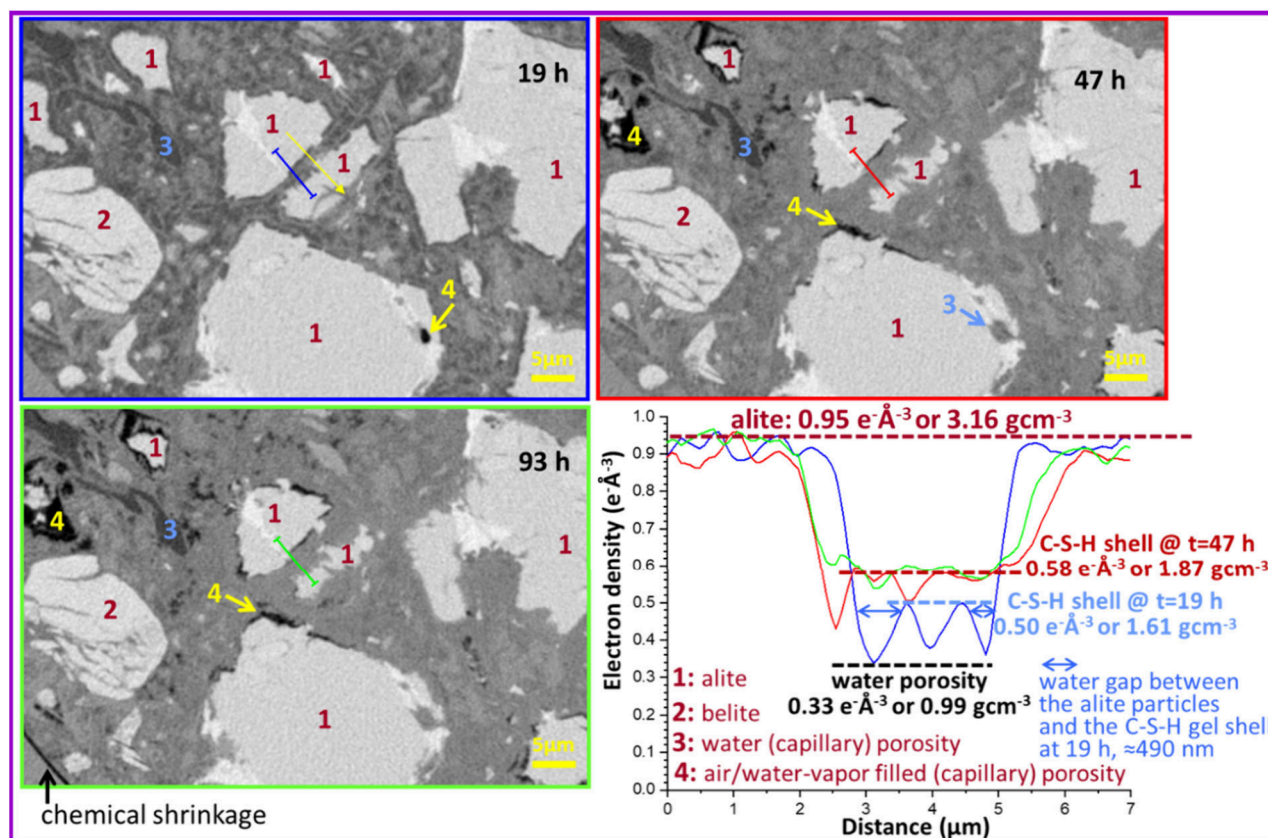 19 h
1
1
1
1
1
1
3
2
4
1
5µm
47 h
1
4
3
1
1
2
4
3
1
5µm
93 h
1
4
3
1
1
1
2
4
1
5µm
chemical shrinkage
alite: 0.95 e⁻Å⁻³ or 3.16 gcm⁻³
C-S-H shell @ t=47 h
0.58 e⁻Å⁻³ or 1.87 gcm⁻³
C-S-H shell @ t=19 h
0.50 e⁻Å⁻³ or 1.61 gcm⁻³
water porosity
0.33 e⁻Å⁻³ or 0.99 gcm⁻³
water gap between
the alite particles
and the C-S-H gel shell
at 19 h, ≈490 nm
1: alite
2: belite
3: water (capillary) porosity
4: air/water-vapor filled (capillary) porosity
Electron density (e⁻Å⁻³)
1.0
0.9
0.8
0.7
0.6
0.5
0.4
0.3
0.2
0.1
0.0
0 1 2 3 4 5 6 7
Distance (µm)